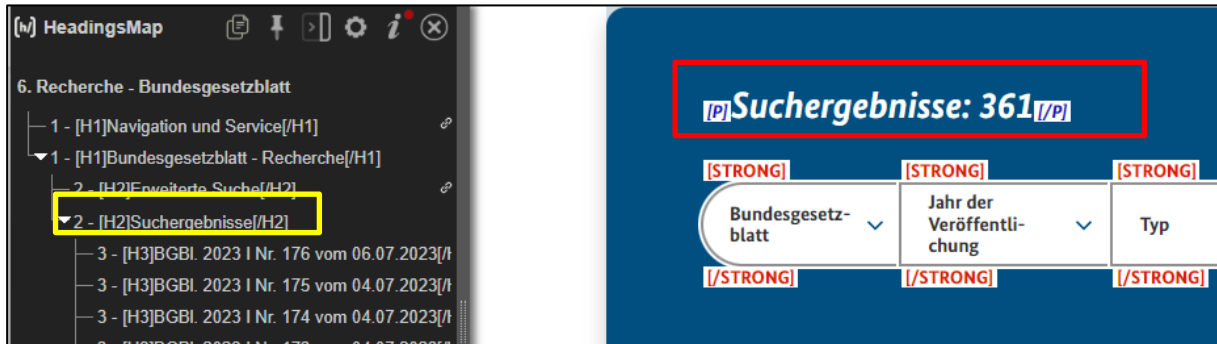 (h/) HeadingsMap
6. Recherche - Bundesgesetzblatt
1 - [H1]Navigation und Service[/H1]
1 - [H1]Bundesgesetzblatt - Recherche[/H1]
2 - [H2]Erweiterte Suche[/H2]
2 - [H2]Suchergebnisse[/H2]
3 - [H3]BGBl. 2023 I Nr. 176 vom 06.07.2023[/H
3 - [H3]BGBl. 2023 I Nr. 175 vom 04.07.2023[/H
3 - [H3]BGBl. 2023 I Nr. 174 vom 04.07.2023[/H
[P]Suchergebnisse: 361[/P]
[STRONG] [STRONG] [STRONG]
Bundesgesetz-
blatt
Jahr der
Veröffentli-
chung
Typ
[/STRONG] [/STRONG] [/STRONG]